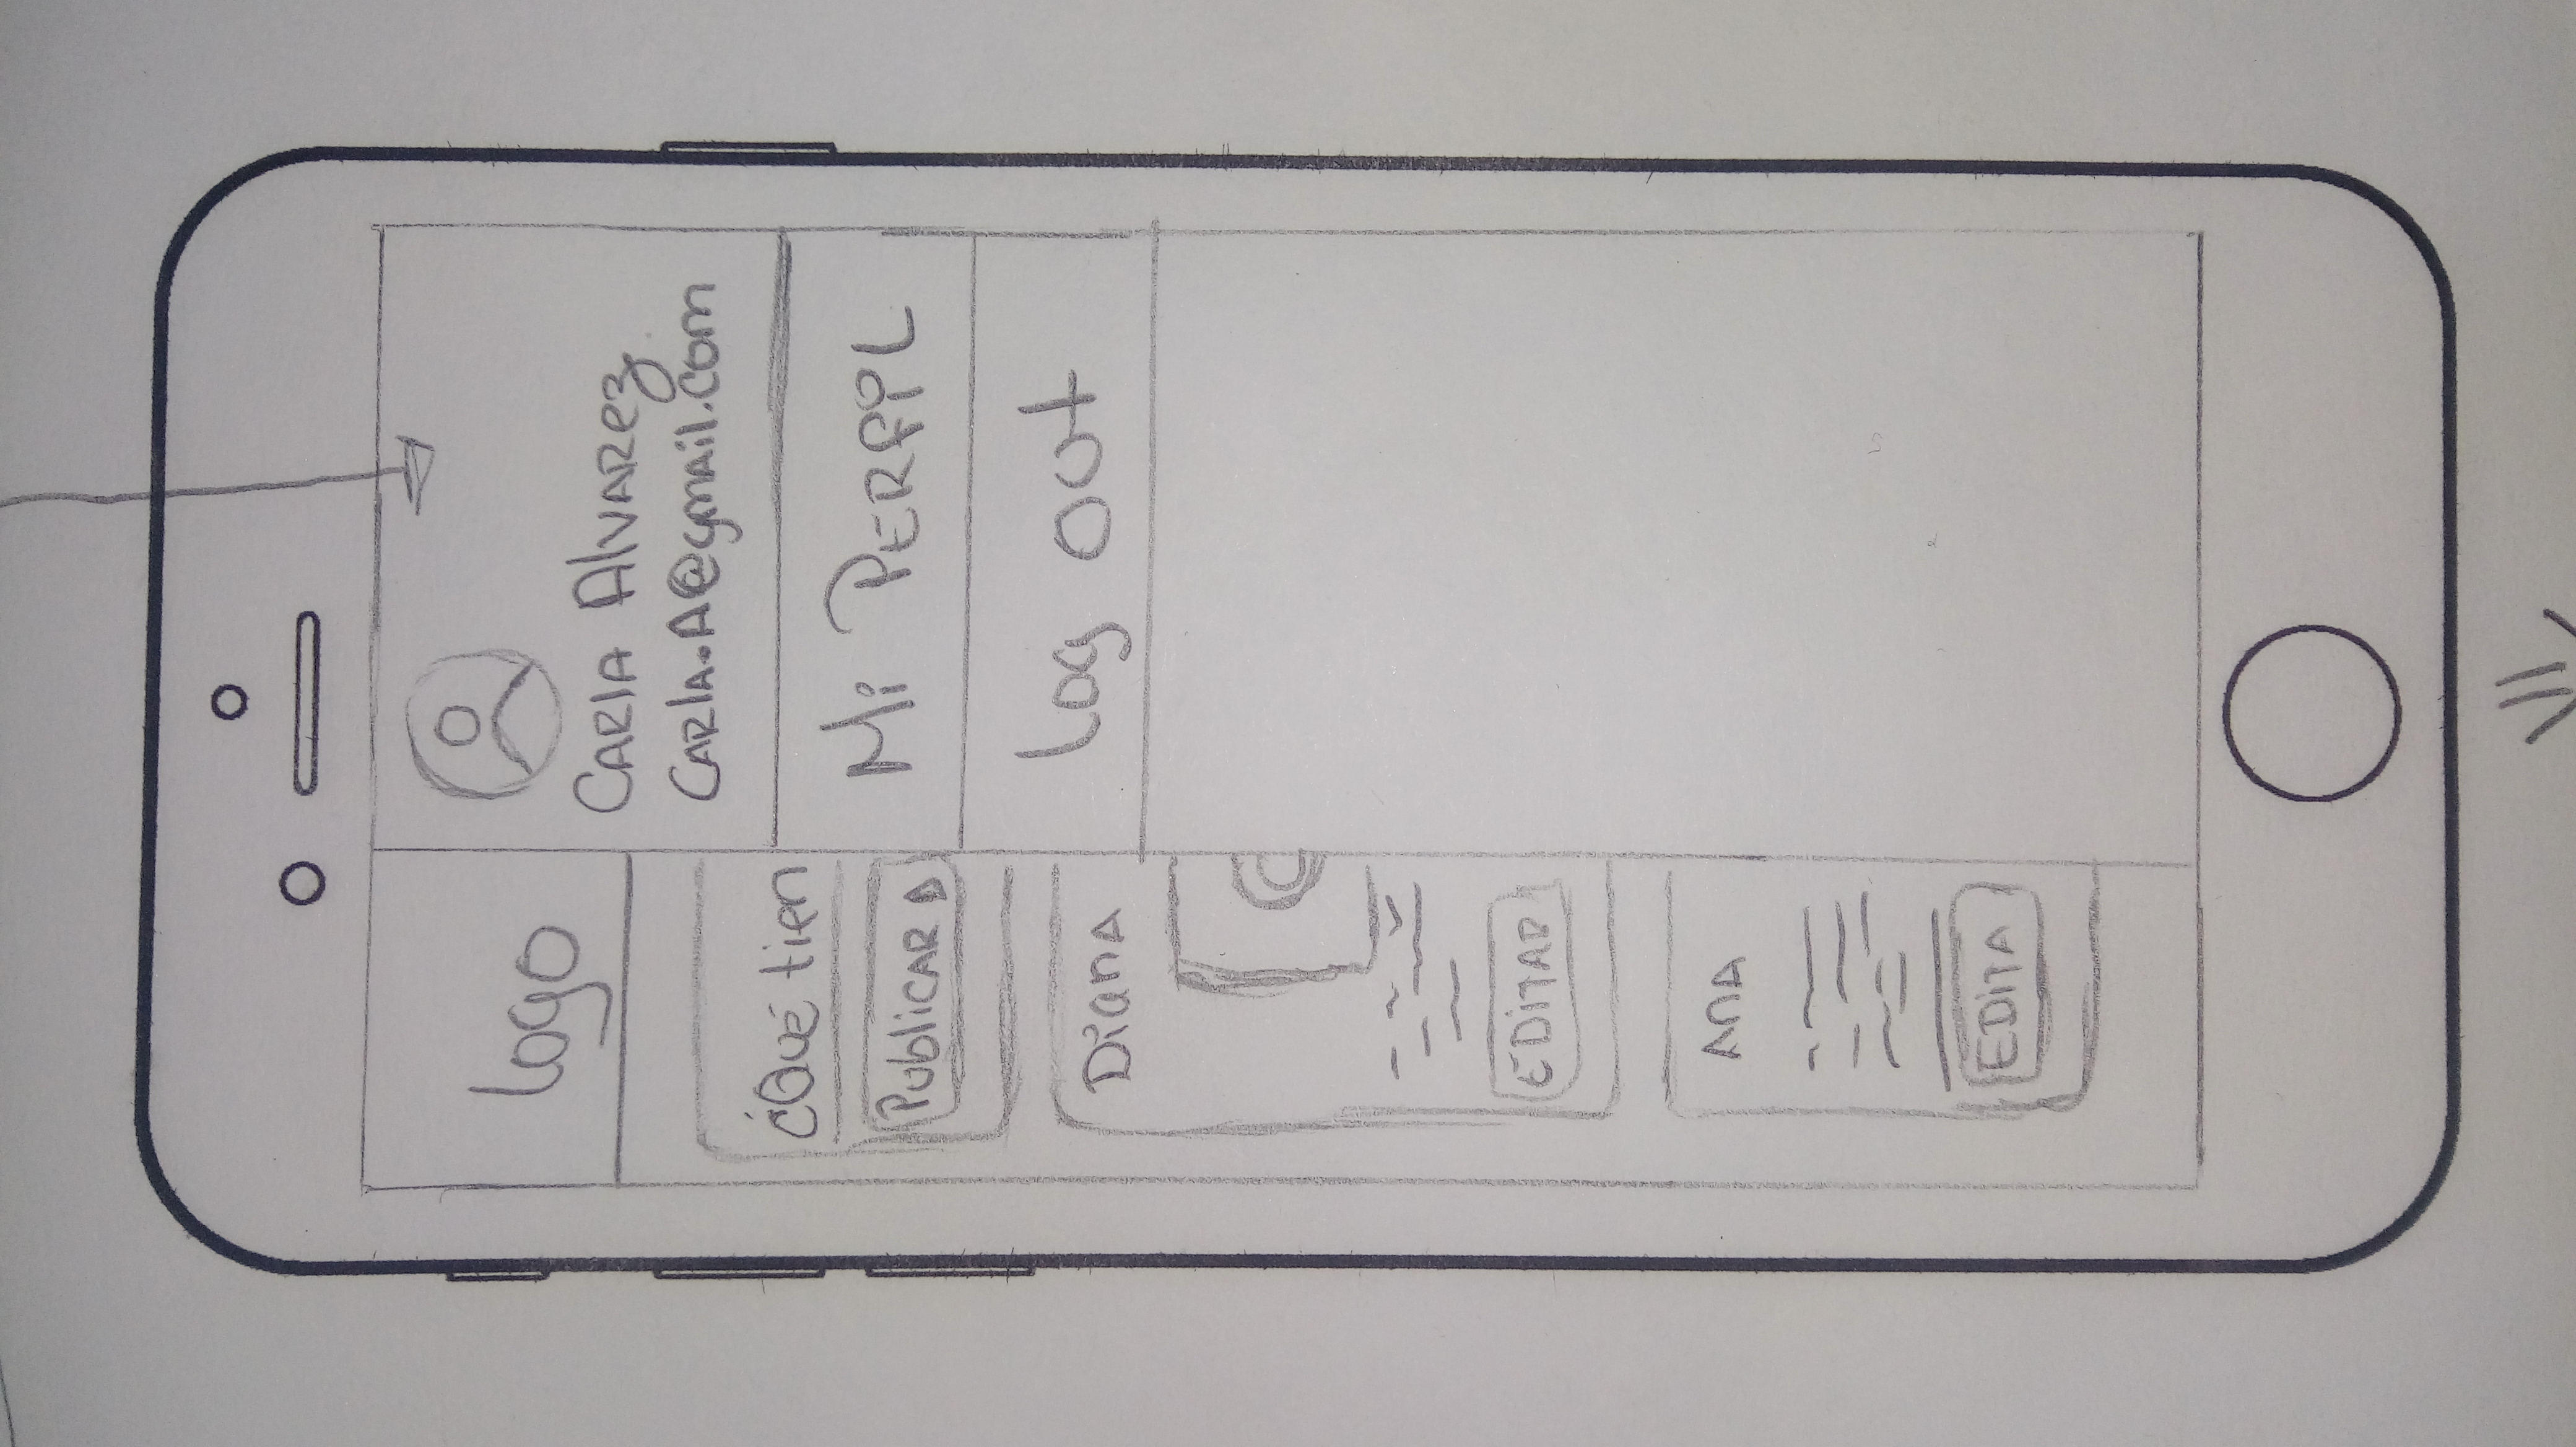 logo
¿Qué tien
Publicar
Diana
EDITAR
ANA
EDITA
Carla Alvarez
Carla.A@gmail.com
Mi Perfil
log out